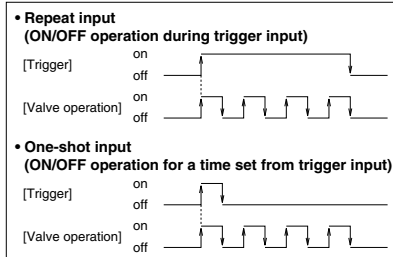 • Repeat input
(ON/OFF operation during trigger input)
[Trigger] on
off
[Valve operation] on
off
• One-shot input
(ON/OFF operation for a time set from trigger input)
[Trigger] on
off
[Valve operation] on
off